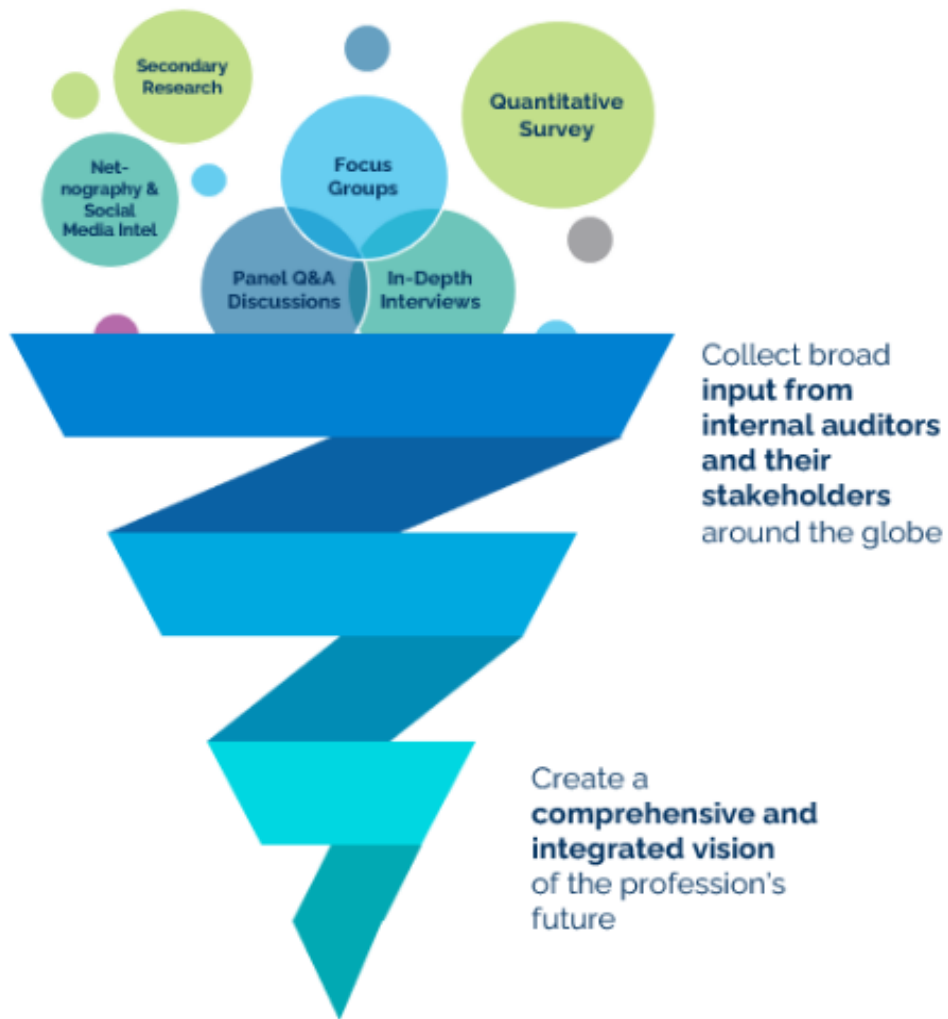 Secondary
Research
Quantitative
Survey
Net-
nography &
Social
Media Intel
Focus
Groups
Panel Q&A
Discussions
In-Depth
Interviews
Collect broad
input from
internal auditors
and their
stakeholders
around the globe
Create a
comprehensive and
integrated vision
of the profession's
future